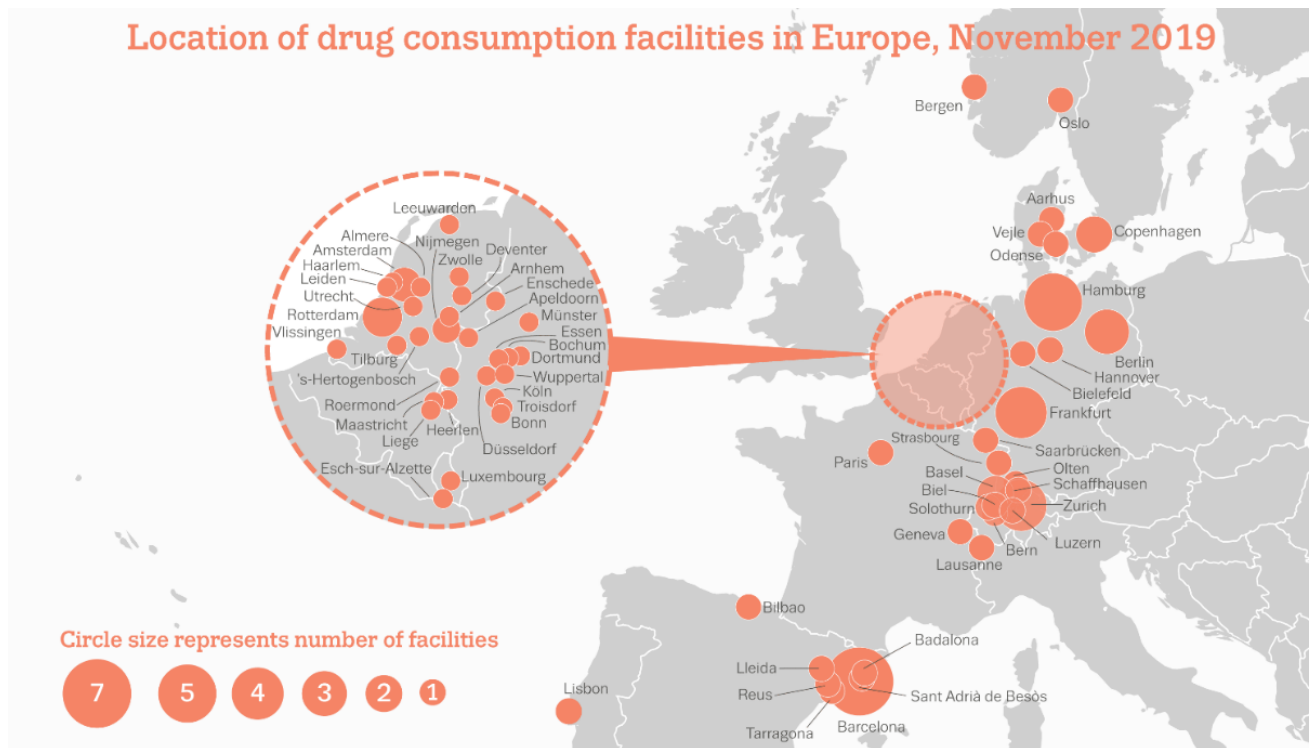 Location of drug consumption facilities in Europe, November 2019
Bergen
Oslo
Aarhus
Vejle
Copenhagen
Odense
Hamburg
Berlin
Hannover
Bielefeld
Frankfurt
Leeuwarden
Almere
Nijmegen
Deventer
Amsterdam
Zwolle
Haarlem
Arnhem
Leiden
Enschede
Utrecht
Apeldoorn
Rotterdam
Münster
Vlissingen
Essen
Bochum
Tilburg
Dortmund
's-Hertogenbosch
Wuppertal
Köln
Roermond
Troisdorf
Maastricht
Bonn
Liege
Heerlen
Düsseldorf
Esch-sur-Alzette
Luxembourg
Strasbourg
Saarbrücken
Paris
Olten
Basel
Schaffhausen
Biel
Zurich
Solothurn
Geneva
Bern
Luzern
Lausanne
Bilbao
Badalona
Lleida
Reus
Sant Adrià de Besòs
Barcelona
Tarragona
Lisbon
Circle size represents number of facilities
7 5 4 3 2 1